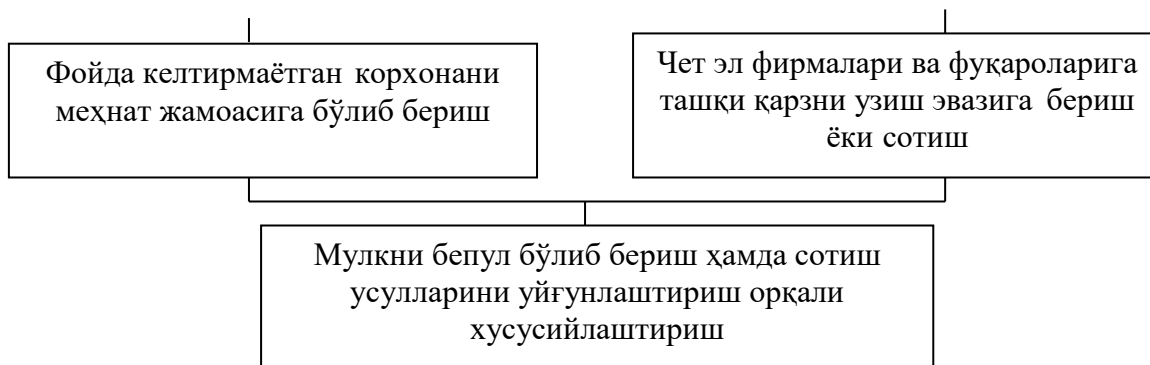 Фойда келтирмаётган корхонани
меҳнат жамоасига бўлиб бериш
Чет эл фирмалари ва фуқароларига
ташқи қарзни узиш эвазига бериш
ёки сотиш
Мулкни бепул бўлиб бериш ҳамда сотиш
усулларини уйғунлаштириш орқали
хусусийлаштириш